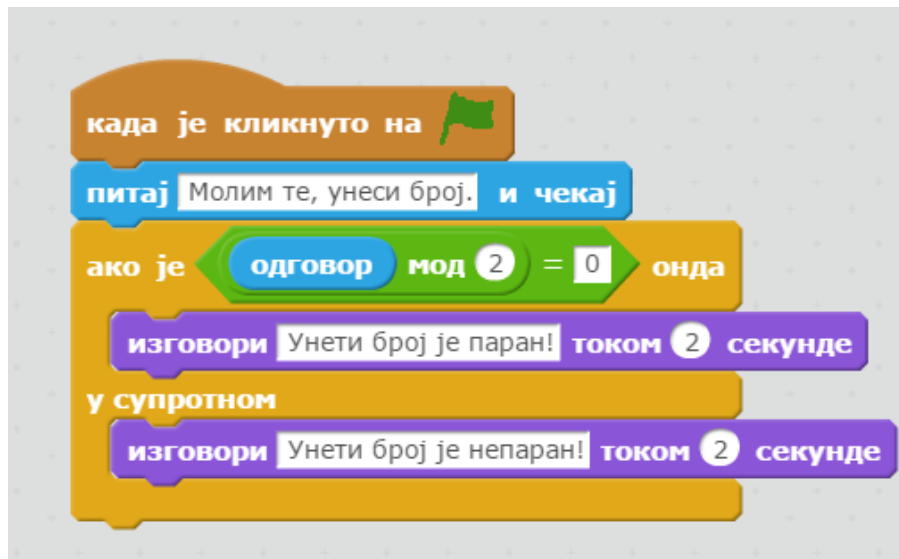 када је кликнуто на
питај Молим те, унеси број. и чекај
ако је одговор мод 2 = 0 онда
изговори Унети број је паран! током 2 секунде
у супротном
изговори Унети број је непаран! током 2 секунде